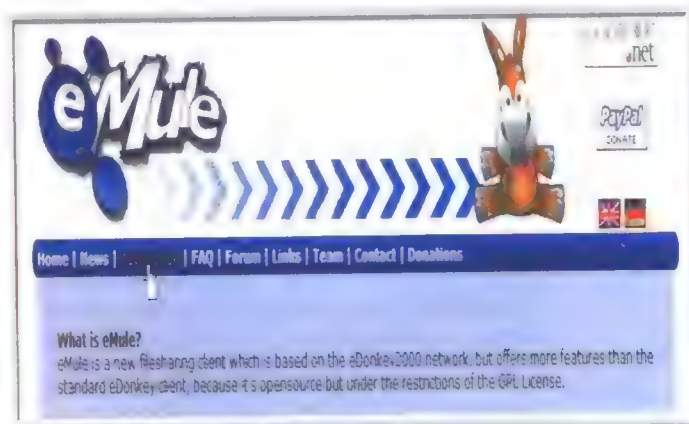 eMule
.net
PayPal
DONATE
Home | News | | FAQ | Forum | Links | Team | Contact | Donations
What is eMule?
eMule is a new filesharing client which is based on the eDonkey2000 network, but offers more features than the
standard eDonkey client, because it's opensource but under the restrictions of the GPL License.